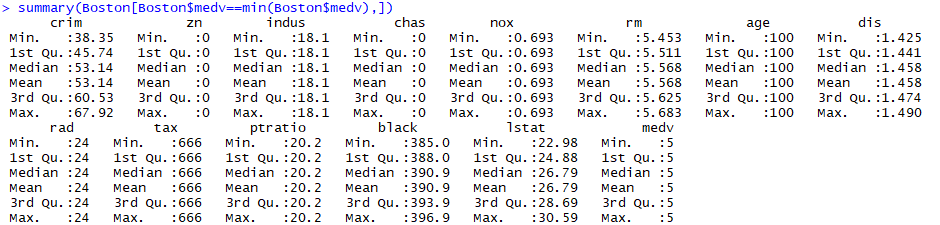 > summary(Boston[Boston$medv==min(Boston$medv),])
      crim             zn        indus           chas        nox              rm             age           dis       
 Min.   :38.35   Min.   :0   Min.   :18.1   Min.   :0   Min.   :0.693   Min.   :5.453   Min.   :100   Min.   :1.425  
 1st Qu.:45.74   1st Qu.:0   1st Qu.:18.1   1st Qu.:0   1st Qu.:0.693   1st Qu.:5.511   1st Qu.:100   1st Qu.:1.441  
 Median :53.14   Median :0   Median :18.1   Median :0   Median :0.693   Median :5.568   Median :100   Median :1.458  
 Mean   :53.14   Mean   :0   Mean   :18.1   Mean   :0   Mean   :0.693   Mean   :5.568   Mean   :100   Mean   :1.458  
 3rd Qu.:60.53   3rd Qu.:0   3rd Qu.:18.1   3rd Qu.:0   3rd Qu.:0.693   3rd Qu.:5.625   3rd Qu.:100   3rd Qu.:1.474  
 Max.   :67.92   Max.   :0   Max.   :18.1   Max.   :0   Max.   :0.693   Max.   :5.683   Max.   :100   Max.   :1.490  
      rad          tax         ptratio         black           lstat            medv  
 Min.   :24   Min.   :666   Min.   :20.2   Min.   :385.0   Min.   :22.98   Min.   :5  
 1st Qu.:24   1st Qu.:666   1st Qu.:20.2   1st Qu.:388.0   1st Qu.:24.88   1st Qu.:5  
 Median :24   Median :666   Median :20.2   Median :390.9   Median :26.79   Median :5  
 Mean   :24   Mean   :666   Mean   :20.2   Mean   :390.9   Mean   :26.79   Mean   :5  
 3rd Qu.:24   3rd Qu.:666   3rd Qu.:20.2   3rd Qu.:393.9   3rd Qu.:28.69   3rd Qu.:5  
 Max.   :24   Max.   :666   Max.   :20.2   Max.   :396.9   Max.   :30.59   Max.   :5